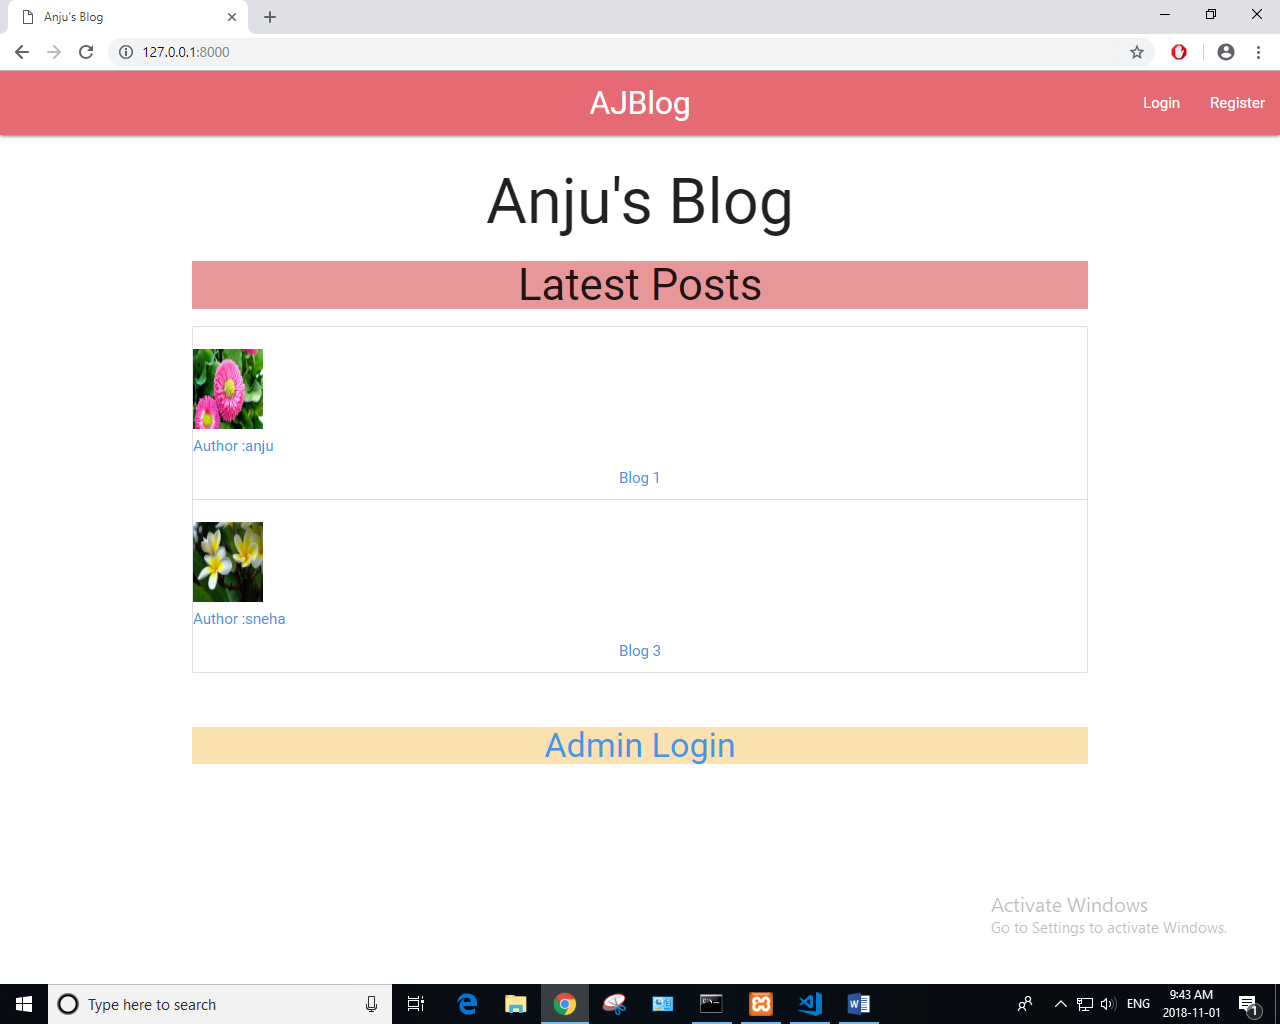 Anju's Blog
127.0.0.1:8000
AJBlog
Login Register
Anju's Blog
Latest Posts
Author :anju
Blog 1
Author :sneha
Blog 3
Admin Login
Activate Windows
Go to Settings to activate Windows.
Type here to search
ENG
9:43 AM
2018-11-01
1